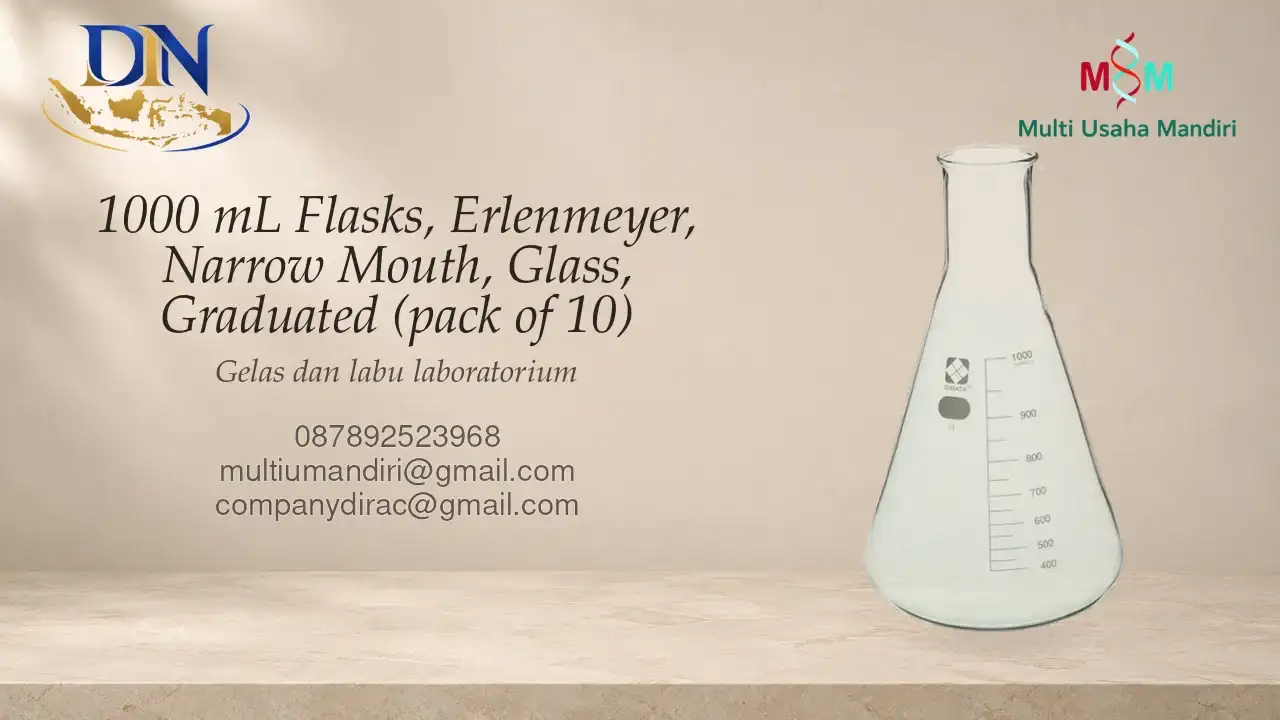 DIN
M M
Multi Usaha Mandiri
1000 mL Flasks, Erlenmeyer,
Narrow Mouth, Glass,
Graduated (pack of 10)
Gelas dan labu laboratorium
087892523968
multiumandiri@gmail.com
companydirac@gmail.com
1000
900
800
700
600
500
400